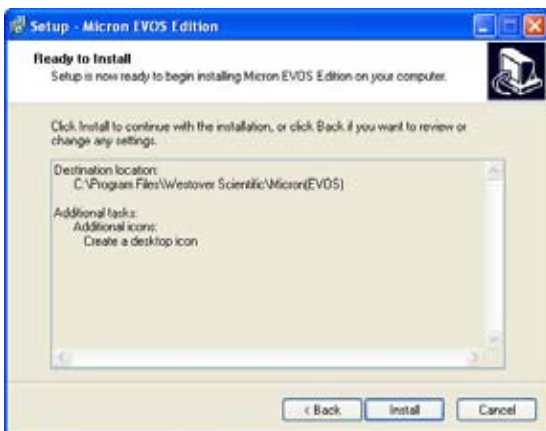 Setup - Micron EVOS Edition
Ready to Install
Setup is now ready to begin installing Micron EVOS Edition on your computer.
Click Install to continue with the installation, or click Back if you want to review or
change any settings.
Destination location:
C:\Program Files\Westover Scientific\Micron(EVOS)
Additional tasks:
Additional icons:
Create a desktop icon
< Back
Install
Cancel